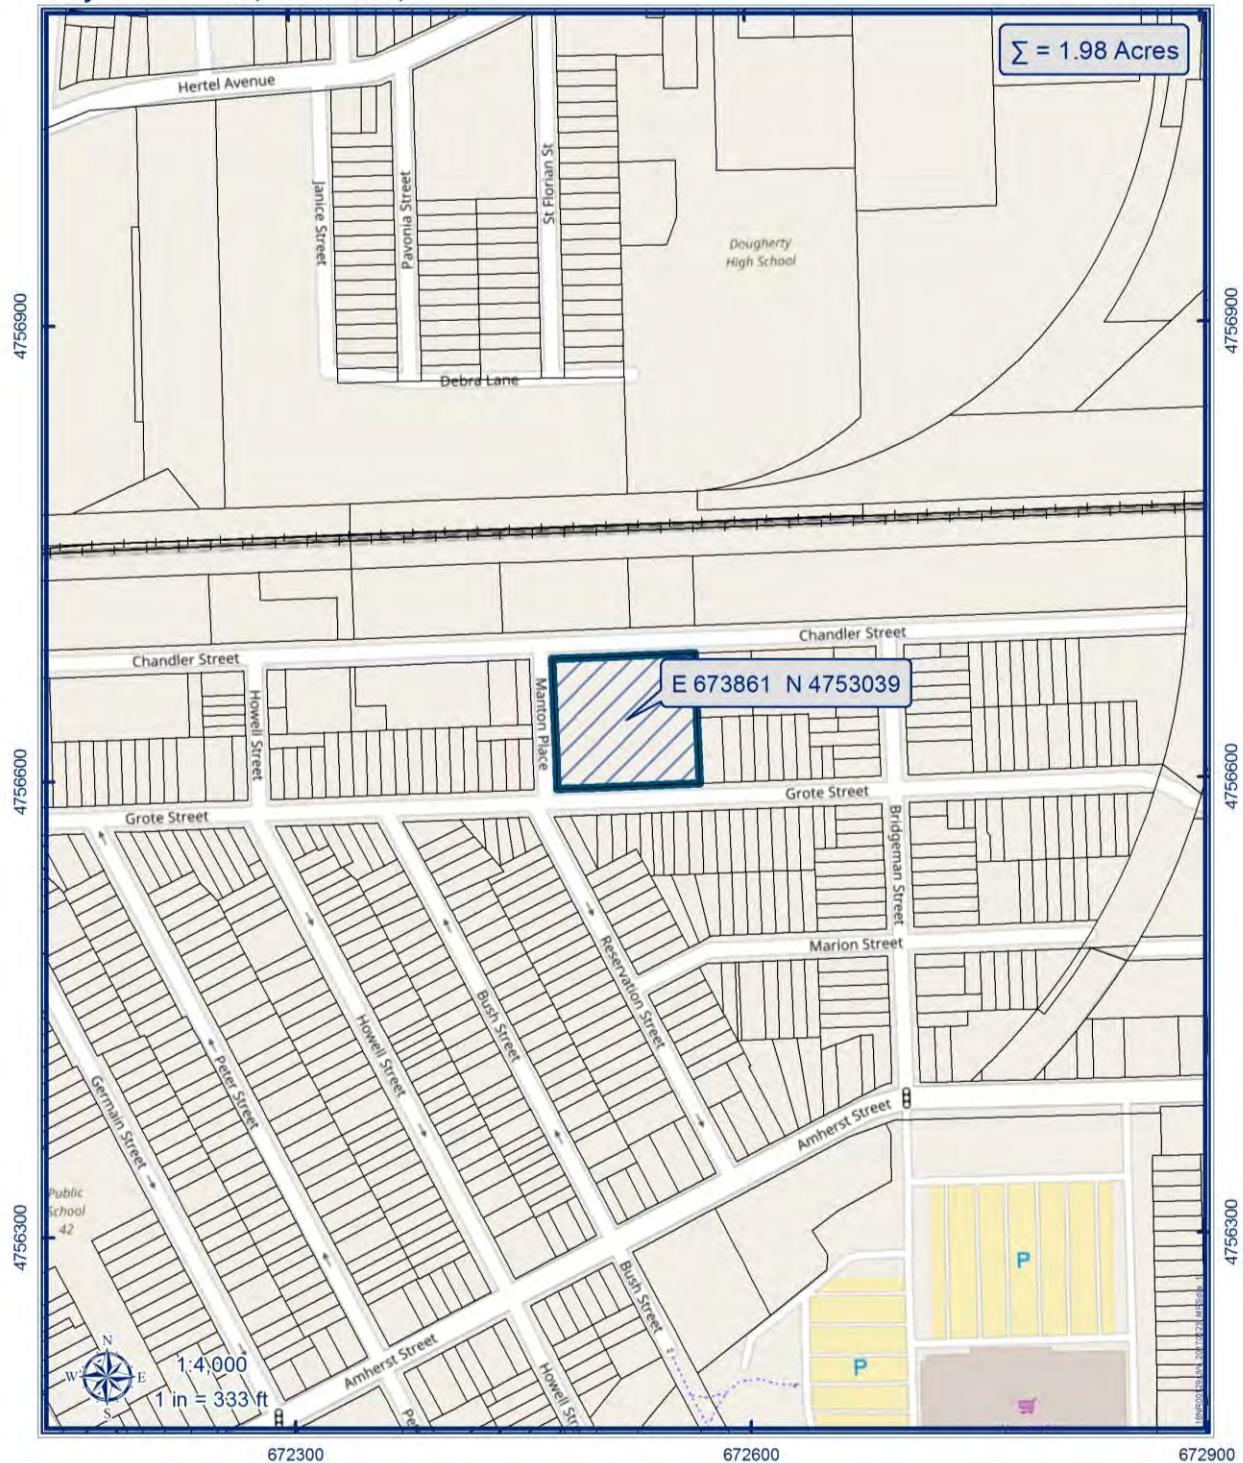 ∑ = 1.98 Acres
Hertel Avenue
Janice Street
Pavonia Street
St Florian St
Dougherty
High School
4756900
4756900
Debra Lane
Chandler Street
Chandler Street
E 673861 N 4753039
Howell Street
Manton Place
4756600
4756600
Grote Street
Grote Street
Bridgeman Street
Marion Street
Reservation Street
Bush Street
Howell Street
Peter Street
Germain Street
Amherst Street
Public
School
42
4756300
4756300
P
Bush Street
P
N
W E
S
1:4,000
1 in = 333 ft
Amherst Street
Howell Str
Pe
672300
672600
672900